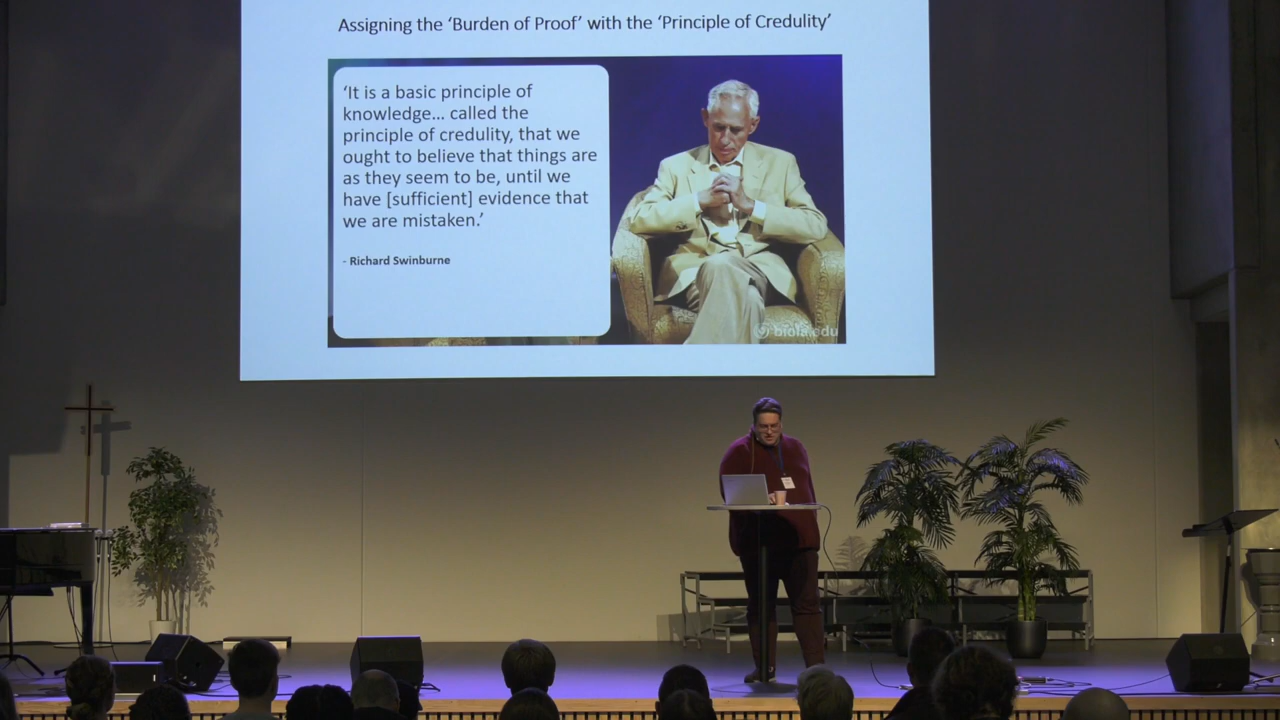 Assigning the ‘Burden of Proof’ with the ‘Principle of Credulity’
‘It is a basic principle of
knowledge... called the
principle of credulity, that we
ought to believe that things are
as they seem to be, until we
have [sufficient] evidence that
we are mistaken.’
- Richard Swinburne
biola.edu